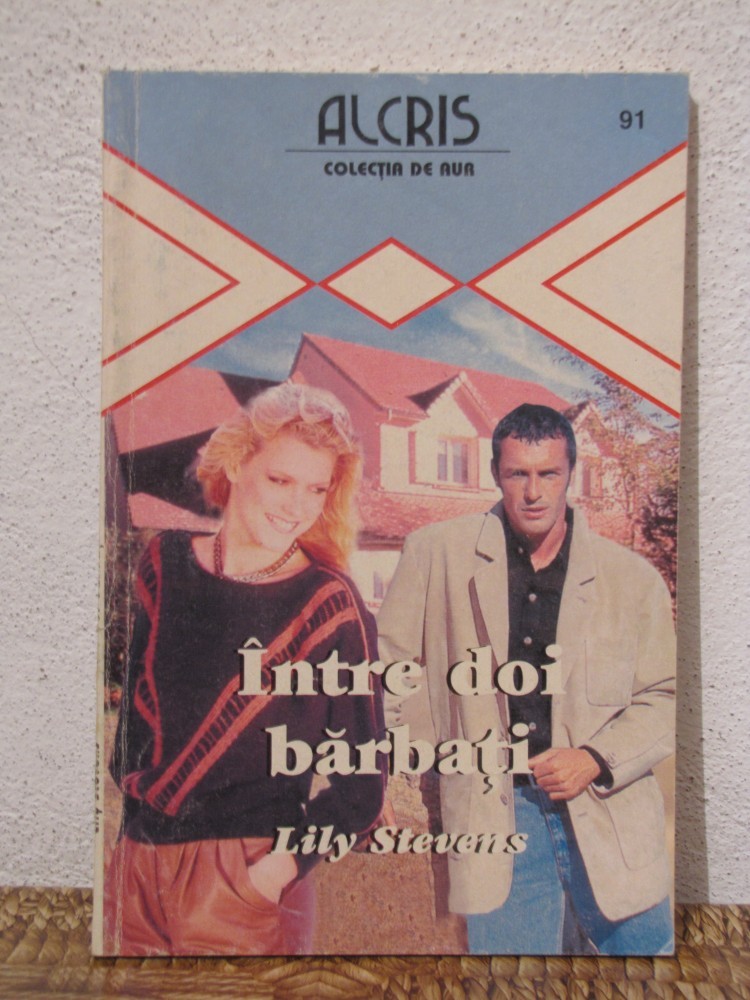 ALCRIS
91
COLECȚIA DE AUR
Între doi
bărbați
Lily Stevens